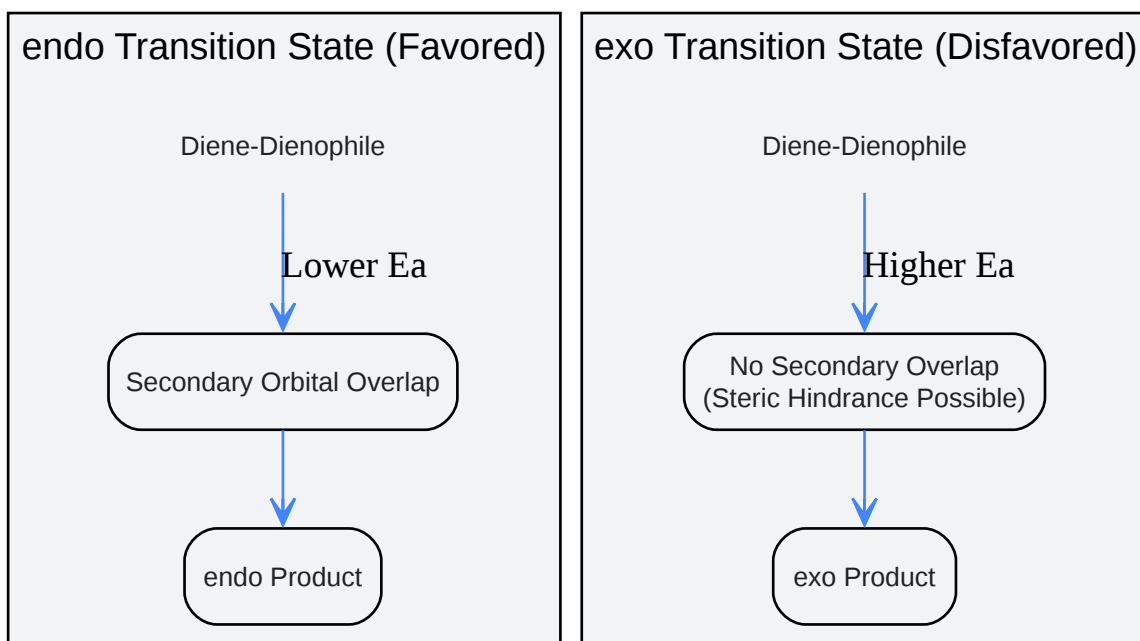 endo Transition State (Favored)
Diene-Dienophile
Lower Ea
Secondary Orbital Overlap
endo Product
exo Transition State (Disfavored)
Diene-Dienophile
Higher Ea
No Secondary Overlap
(Steric Hindrance Possible)
exo Product